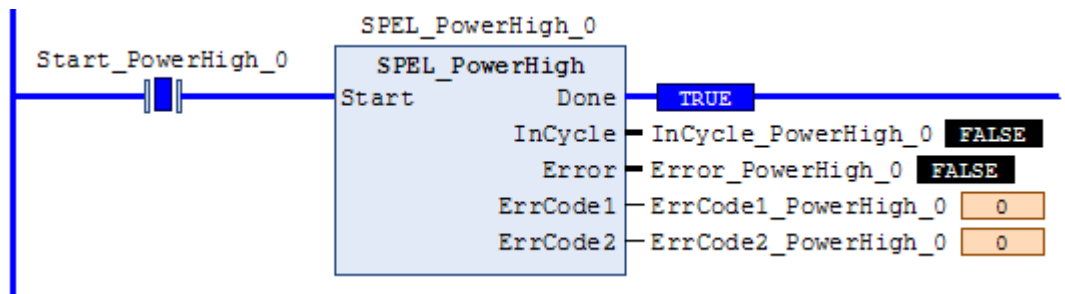 SPEL_PowerHigh_0
Start_PowerHigh_0
SPEL_PowerHigh
Start Done TRUE
InCycle InCycle_PowerHigh_0 FALSE
Error Error_PowerHigh_0 FALSE
ErrCode1 ErrCode1_PowerHigh_0 0
ErrCode2 ErrCode2_PowerHigh_0 0